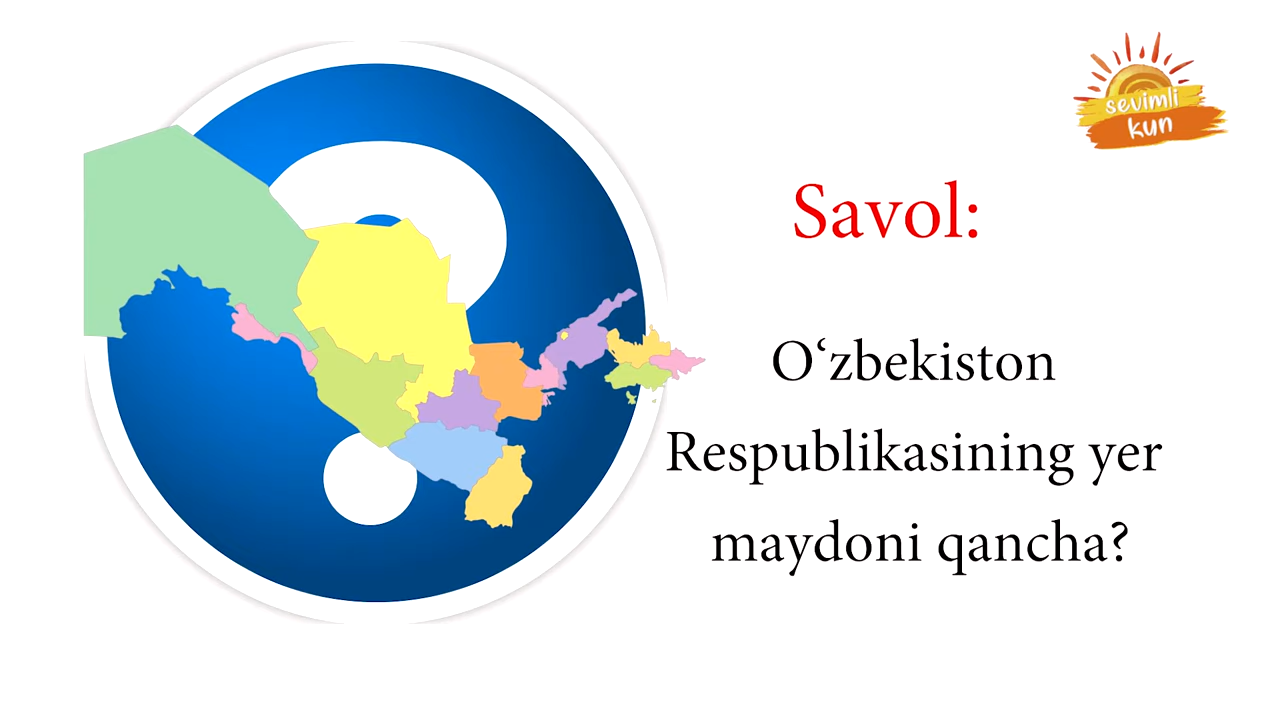 sevimli
kun
Savol:
O‘zbekiston
Respublikasining yer
maydoni qancha?